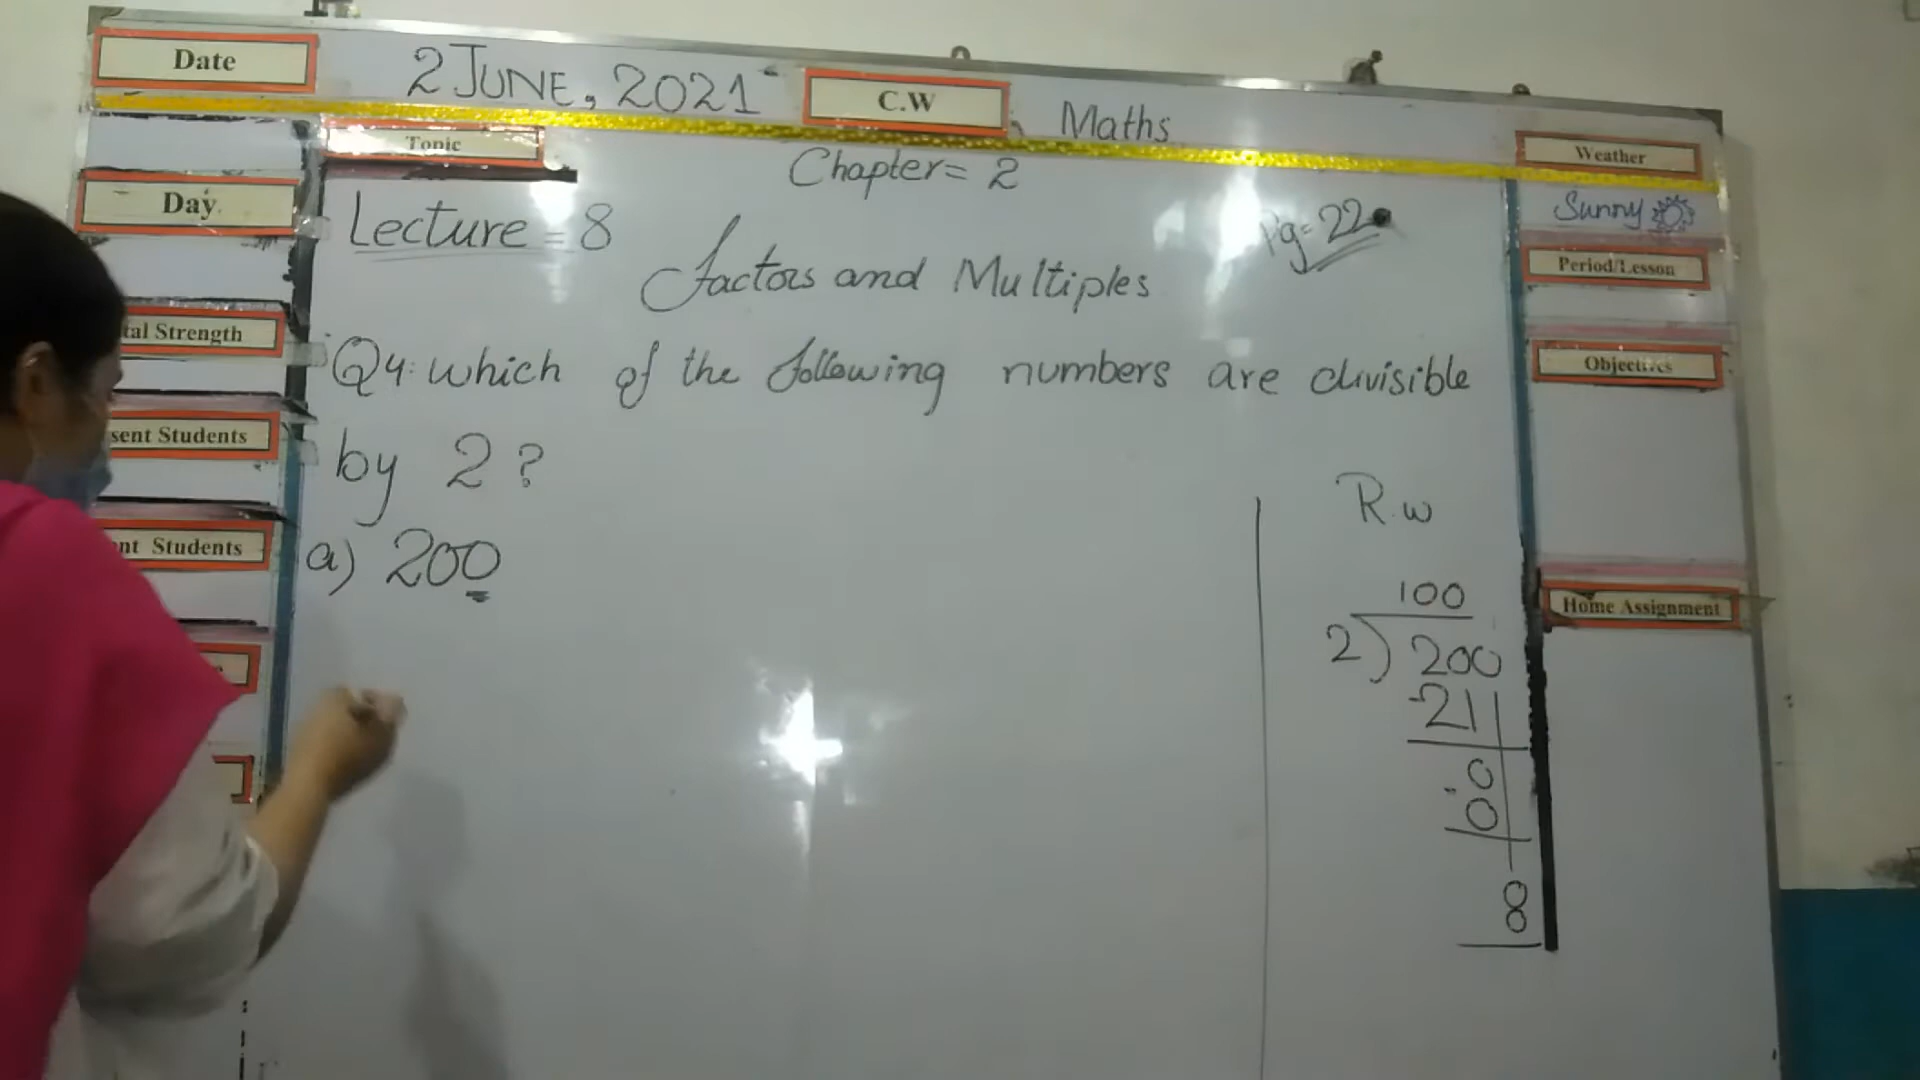 Date
2 JUNE, 2021
C.W
Maths
Topic
Chapter = 2
Weather
Sunny
Day
Lecture = 8
Pg = 22
Factors and Multiples
Period/Lesson
tal Strength
Objectives
Q4: which of the following numbers are divisible
by 2 ?
sent Students
R.w
a) 200
nt Students
Home Assignment
100
2) 200
-2
0
0
0
0